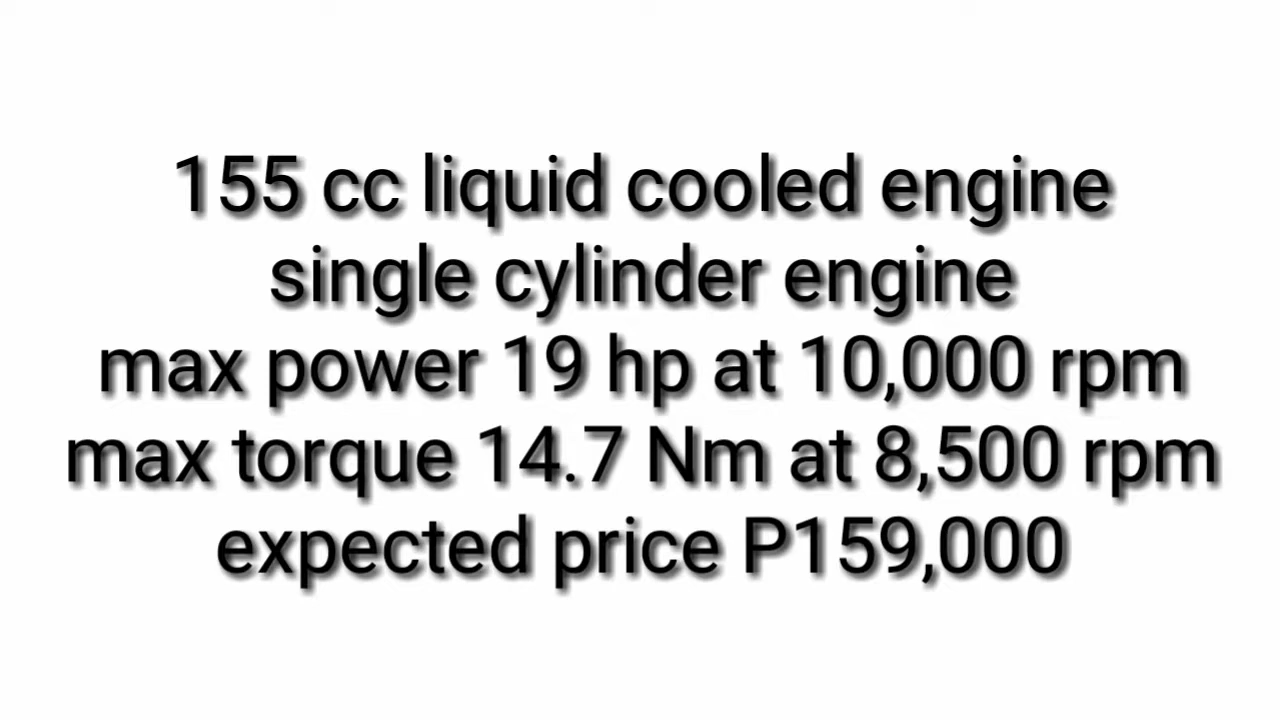 155 cc liquid cooled engine
single cylinder engine
max power 19 hp at 10,000 rpm
max torque 14.7 Nm at 8,500 rpm
expected price P159,000